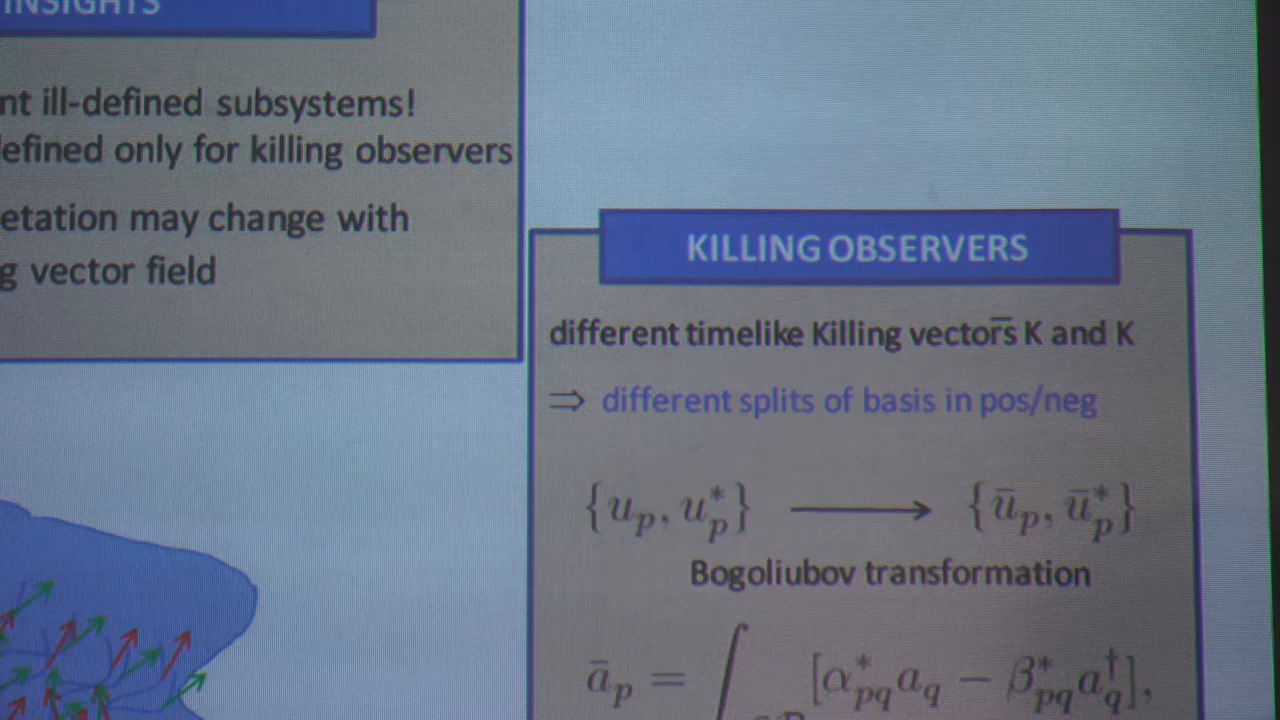 INSIGHTS
nt ill-defined subsystems!
efined only for killing observers
etation may change with
g vector field
KILLING OBSERVERS
different timelike Killing vectors K and K
⇒ different splits of basis in pos/neg
{u_p, u_p^*} ⟶ {ū_p, ū_p^*}
Bogoliubov transformation
ā_p = ∫ [α_{pq}^* a_q − β_{pq}^* a_q^†],